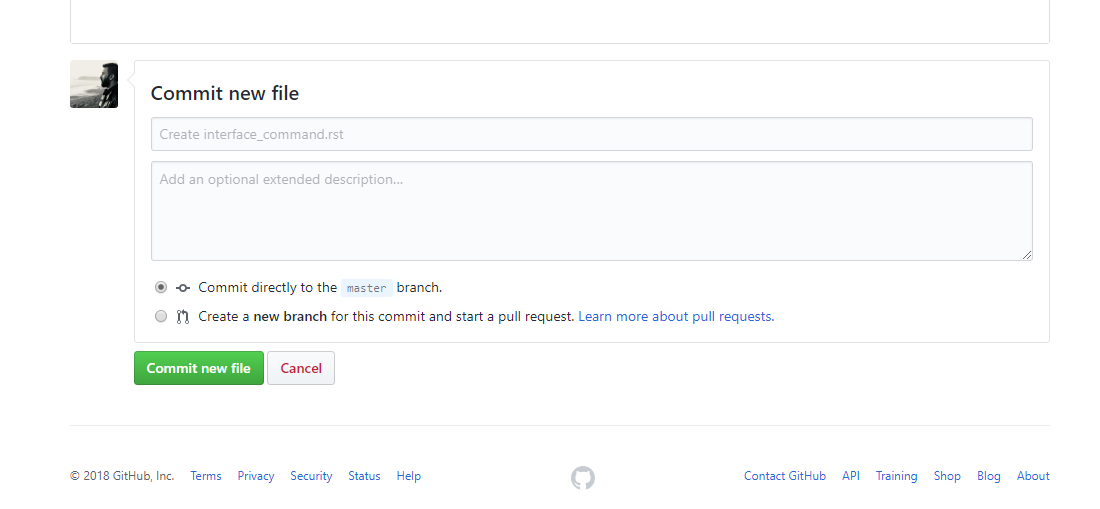 Commit new file
Create interface_command.rst
Add an optional extended description...
Commit directly to the master branch.
Create a new branch for this commit and start a pull request. Learn more about pull requests.
Commit new file Cancel
© 2018 GitHub, Inc. Terms Privacy Security Status Help Contact GitHub API Training Shop Blog About